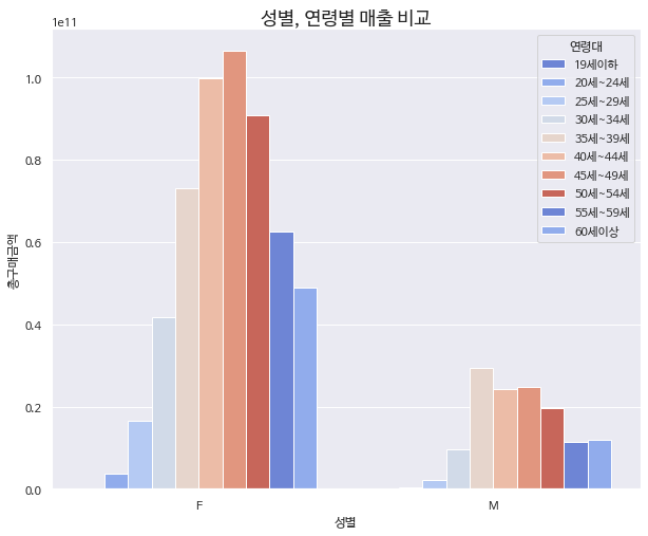 성별, 연령별 매출 비교
1e11
연령대
19세이하
20세~24세
25세~29세
30세~34세
35세~39세
40세~44세
45세~49세
50세~54세
55세~59세
60세이상
1.0
0.8
0.6
0.4
0.2
0.0
총구매금액
F
M
성별